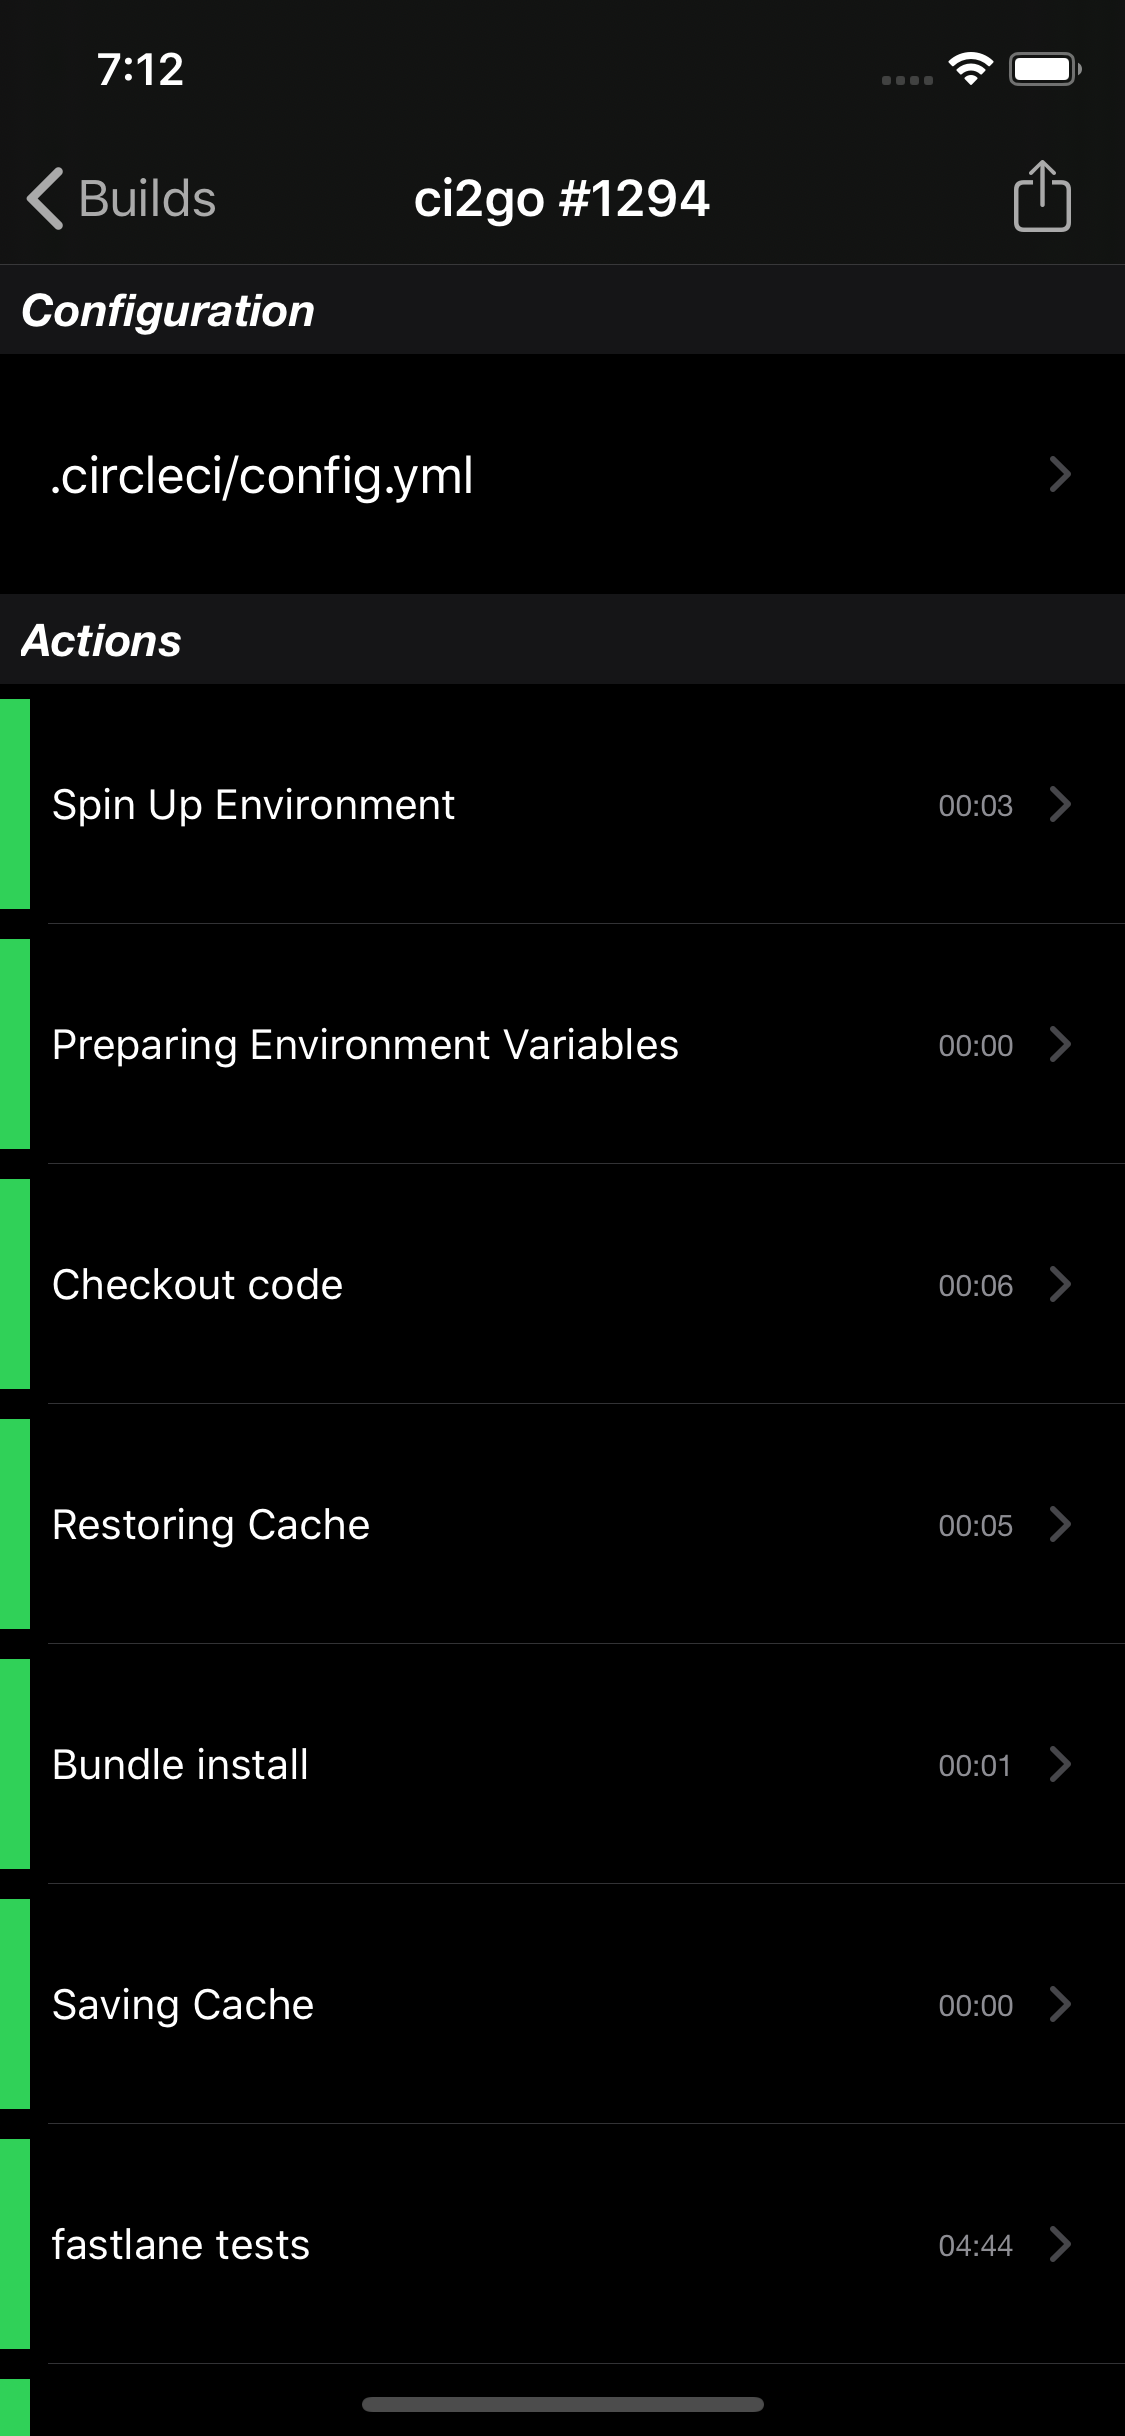 7:12
Builds
ci2go #1294
Configuration
.circleci/config.yml
Actions
Spin Up Environment 00:03
Preparing Environment Variables 00:00
Checkout code 00:06
Restoring Cache 00:05
Bundle install 00:01
Saving Cache 00:00
fastlane tests 04:44